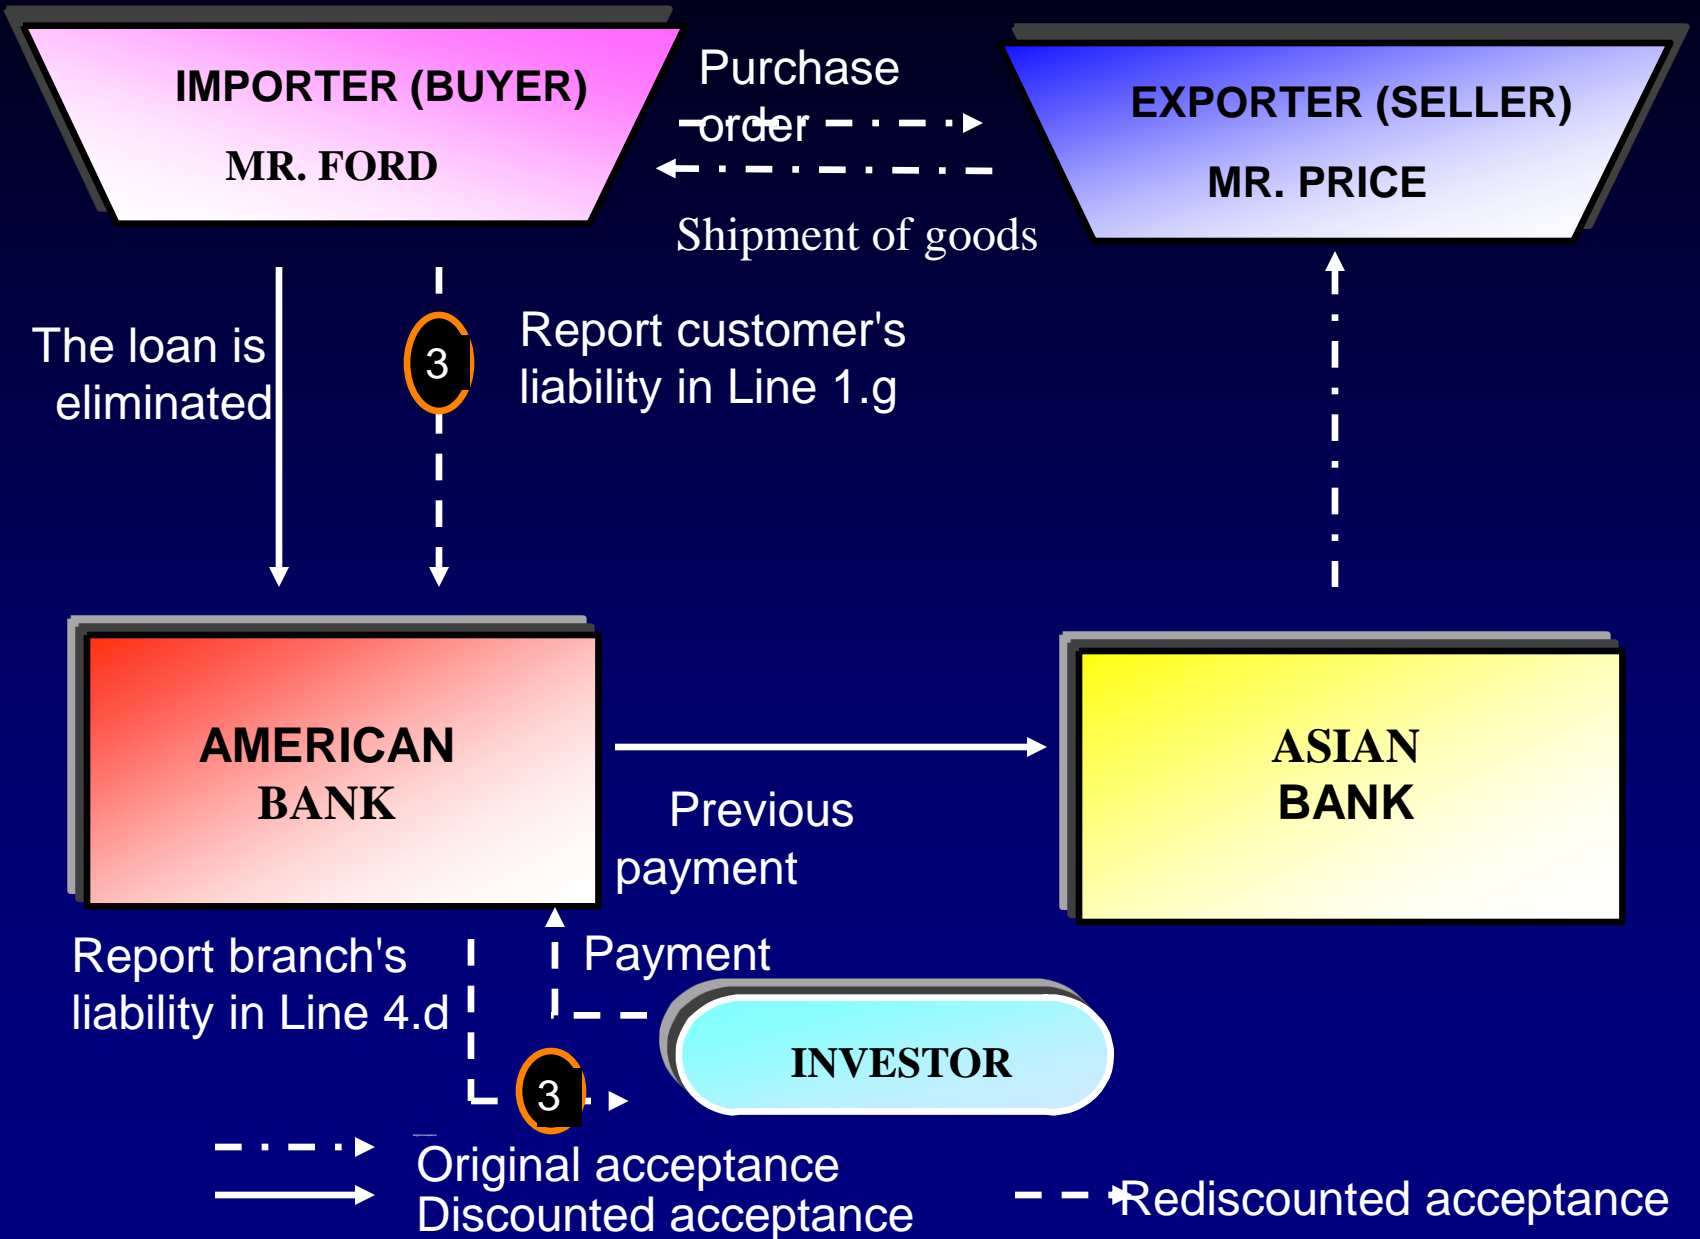 IMPORTER (BUYER)
MR. FORD
Purchase
order
EXPORTER (SELLER)
MR. PRICE
Shipment of goods
The loan is
eliminated
3
Report customer's
liability in Line 1.g
AMERICAN
BANK
Previous
payment
ASIAN
BANK
Report branch's
liability in Line 4.d
Payment
INVESTOR
3
Original acceptance
Discounted acceptance
Rediscounted acceptance